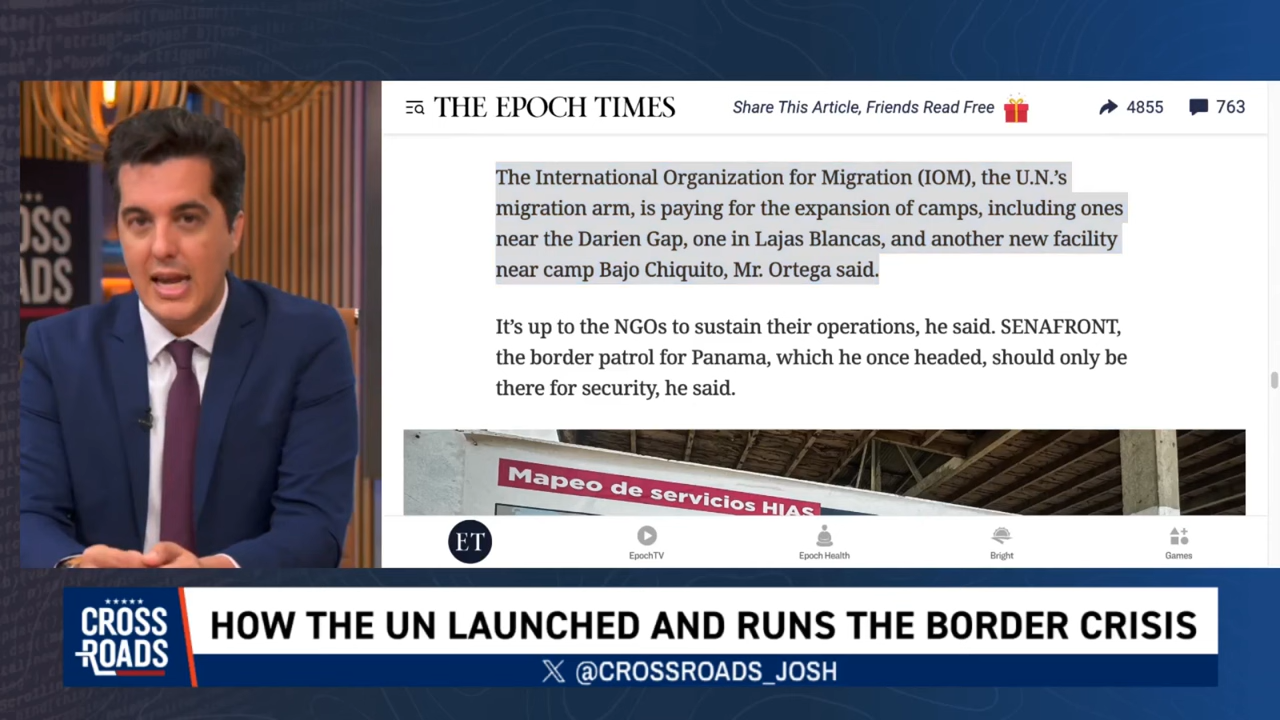 THE EPOCH TIMES
Share This Article, Friends Read Free
4855
763
The International Organization for Migration (IOM), the U.N.’s
migration arm, is paying for the expansion of camps, including ones
near the Darien Gap, one in Lajas Blancas, and another new facility
near camp Bajo Chiquito, Mr. Ortega said.
It’s up to the NGOs to sustain their operations, he said. SENAFRONT,
the border patrol for Panama, which he once headed, should only be
there for security, he said.
Mapeo de servicios HIAS
OSS
ADS
ET
EpochTV
Epoch Health
Bright
Games
CROSS
ROADS
HOW THE UN LAUNCHED AND RUNS THE BORDER CRISIS
X @CROSSROADS_JOSH